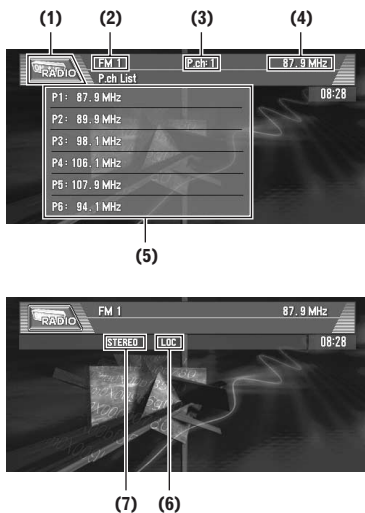 (1) (2) (3) (4)
RADIO FM 1 P.ch: 1 87.9 MHz
P.ch List 08:28
P1: 87.9 MHz
P2: 89.9 MHz
P3: 98.1 MHz
P4: 106.1 MHz
P5: 107.9 MHz
P6: 94.1 MHz
(5)
RADIO FM 1 87.9 MHz
STEREO LOC 08:28
(7) (6)